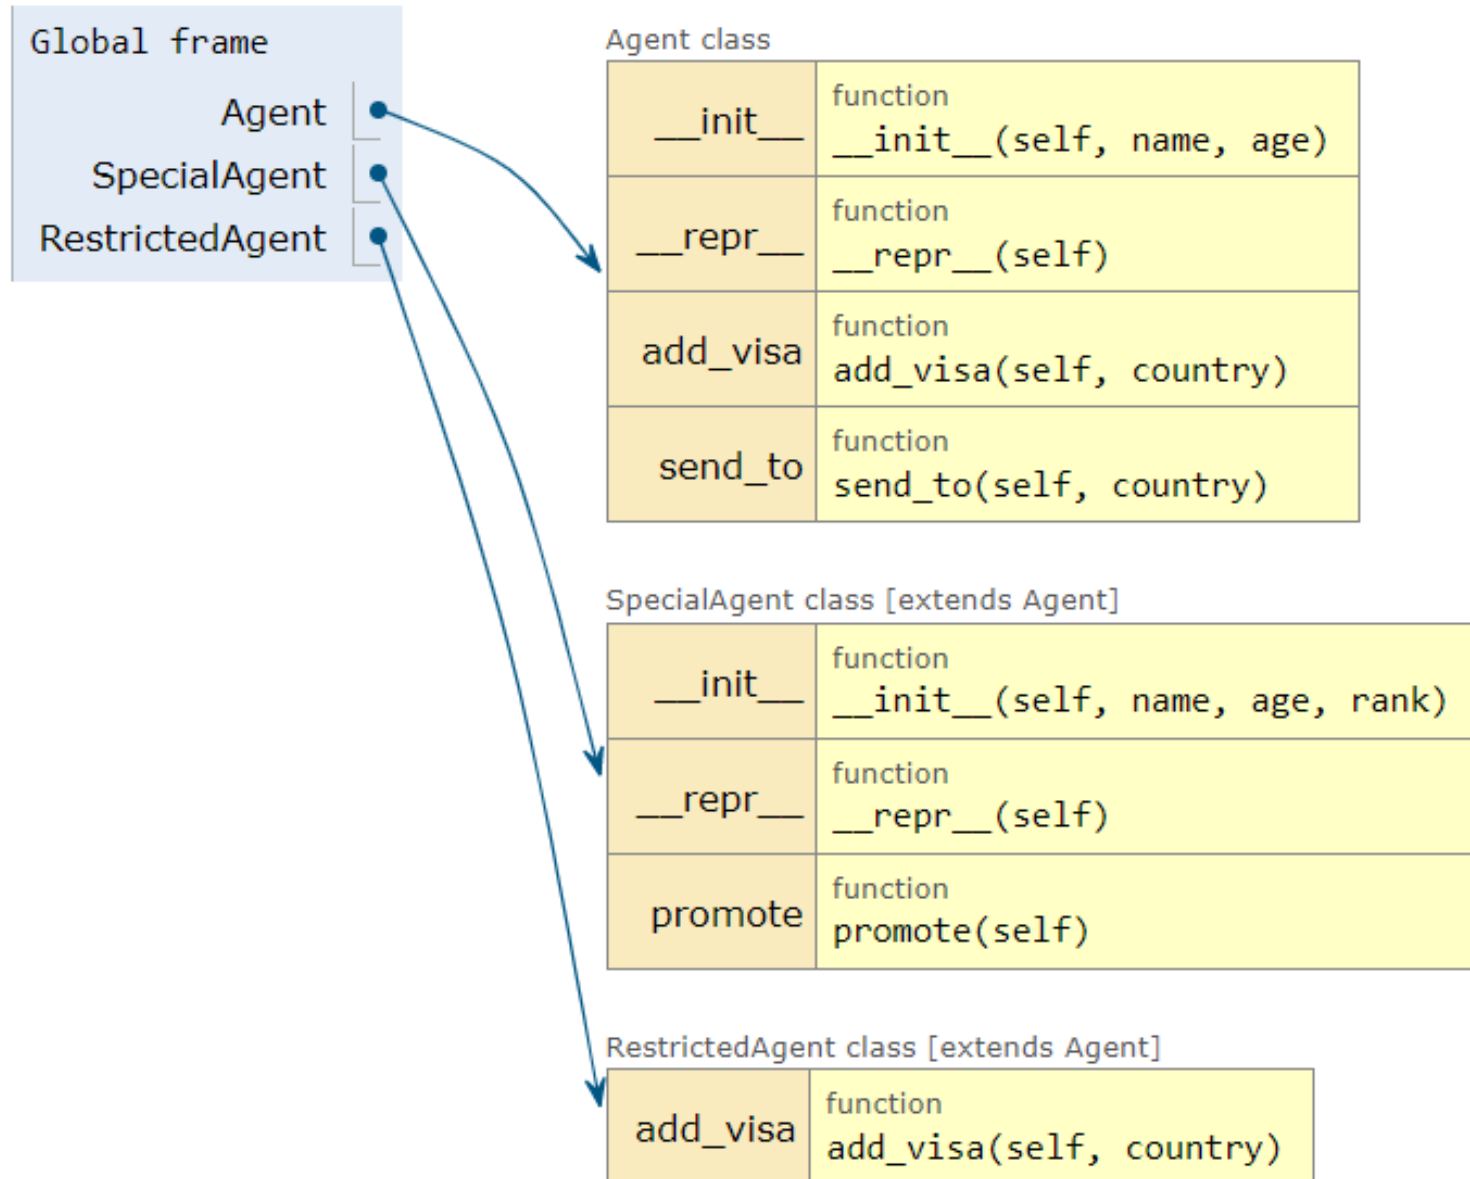 Global frame
Agent
SpecialAgent
RestrictedAgent
Agent class
__init__
function
__init__(self, name, age)
__repr__
function
__repr__(self)
add_visa
function
add_visa(self, country)
send_to
function
send_to(self, country)
SpecialAgent class [extends Agent]
__init__
function
__init__(self, name, age, rank)
__repr__
function
__repr__(self)
promote
function
promote(self)
RestrictedAgent class [extends Agent]
add_visa
function
add_visa(self, country)